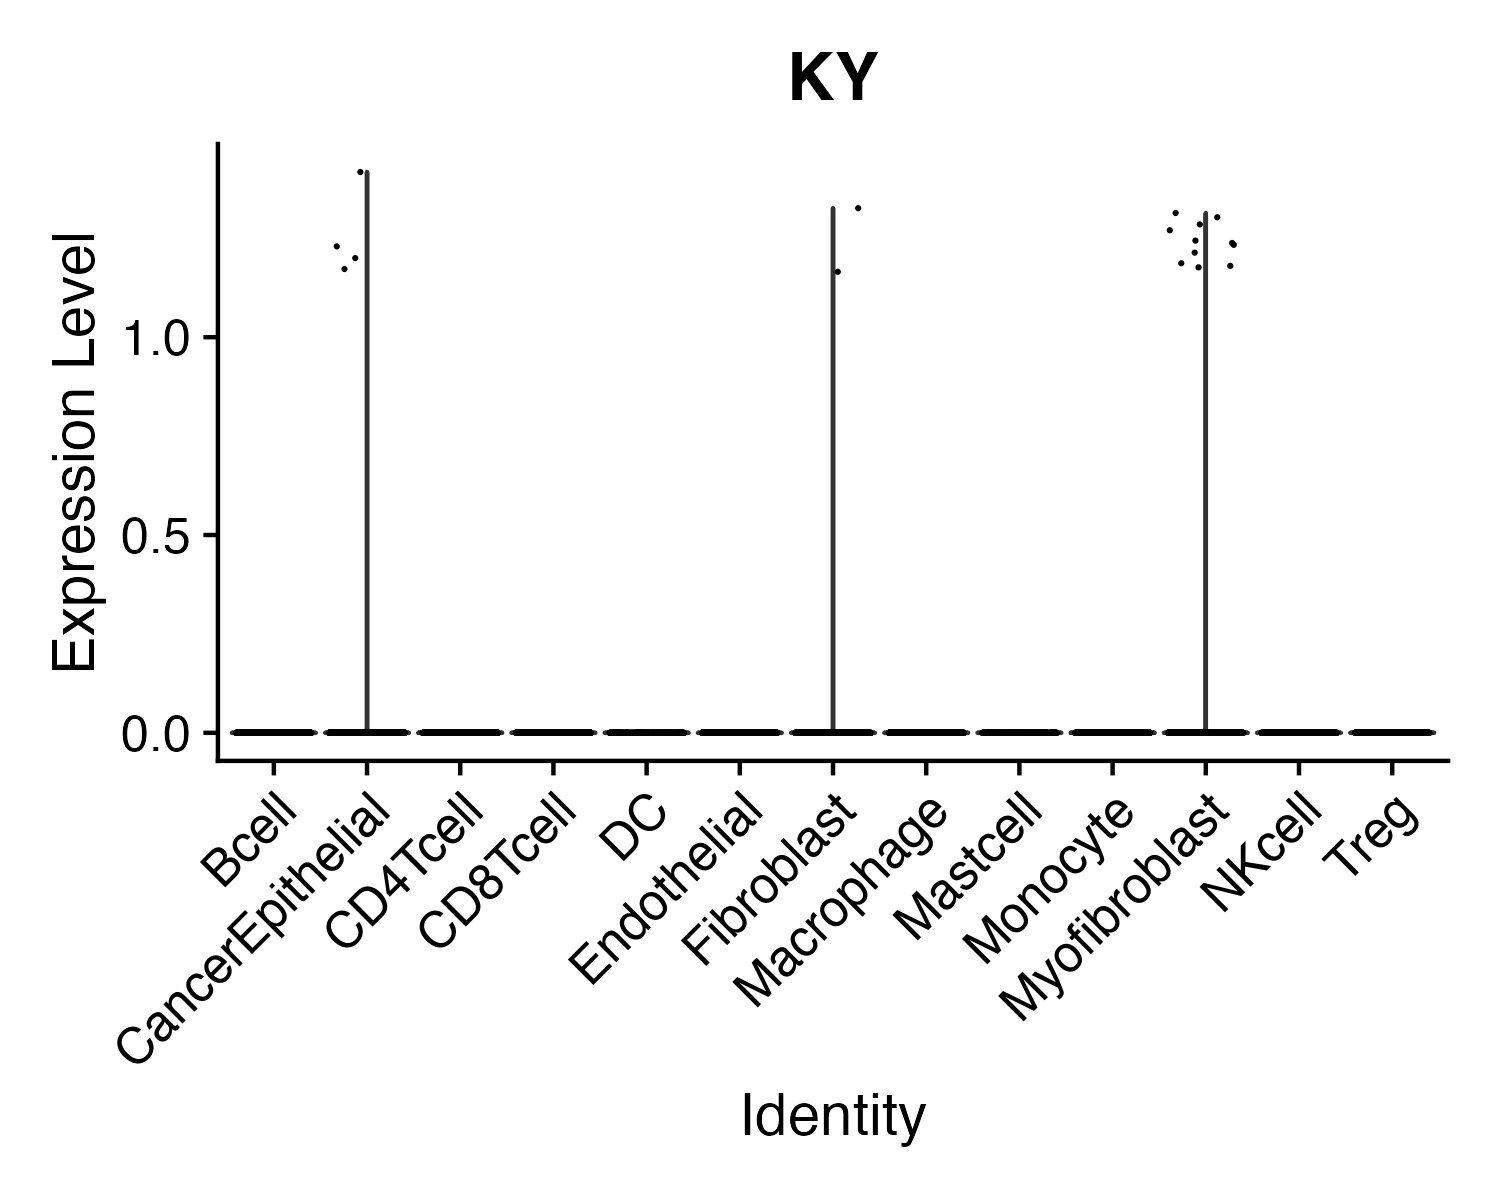 KY
Expression Level
1.0
0.5
0.0
Bcell
CancerEpithelial
CD4Tcell
CD8Tcell
DC
Endothelial
Fibroblast
Macrophage
Mastcell
Monocyte
Myofibroblast
NKcell
Treg
Identity